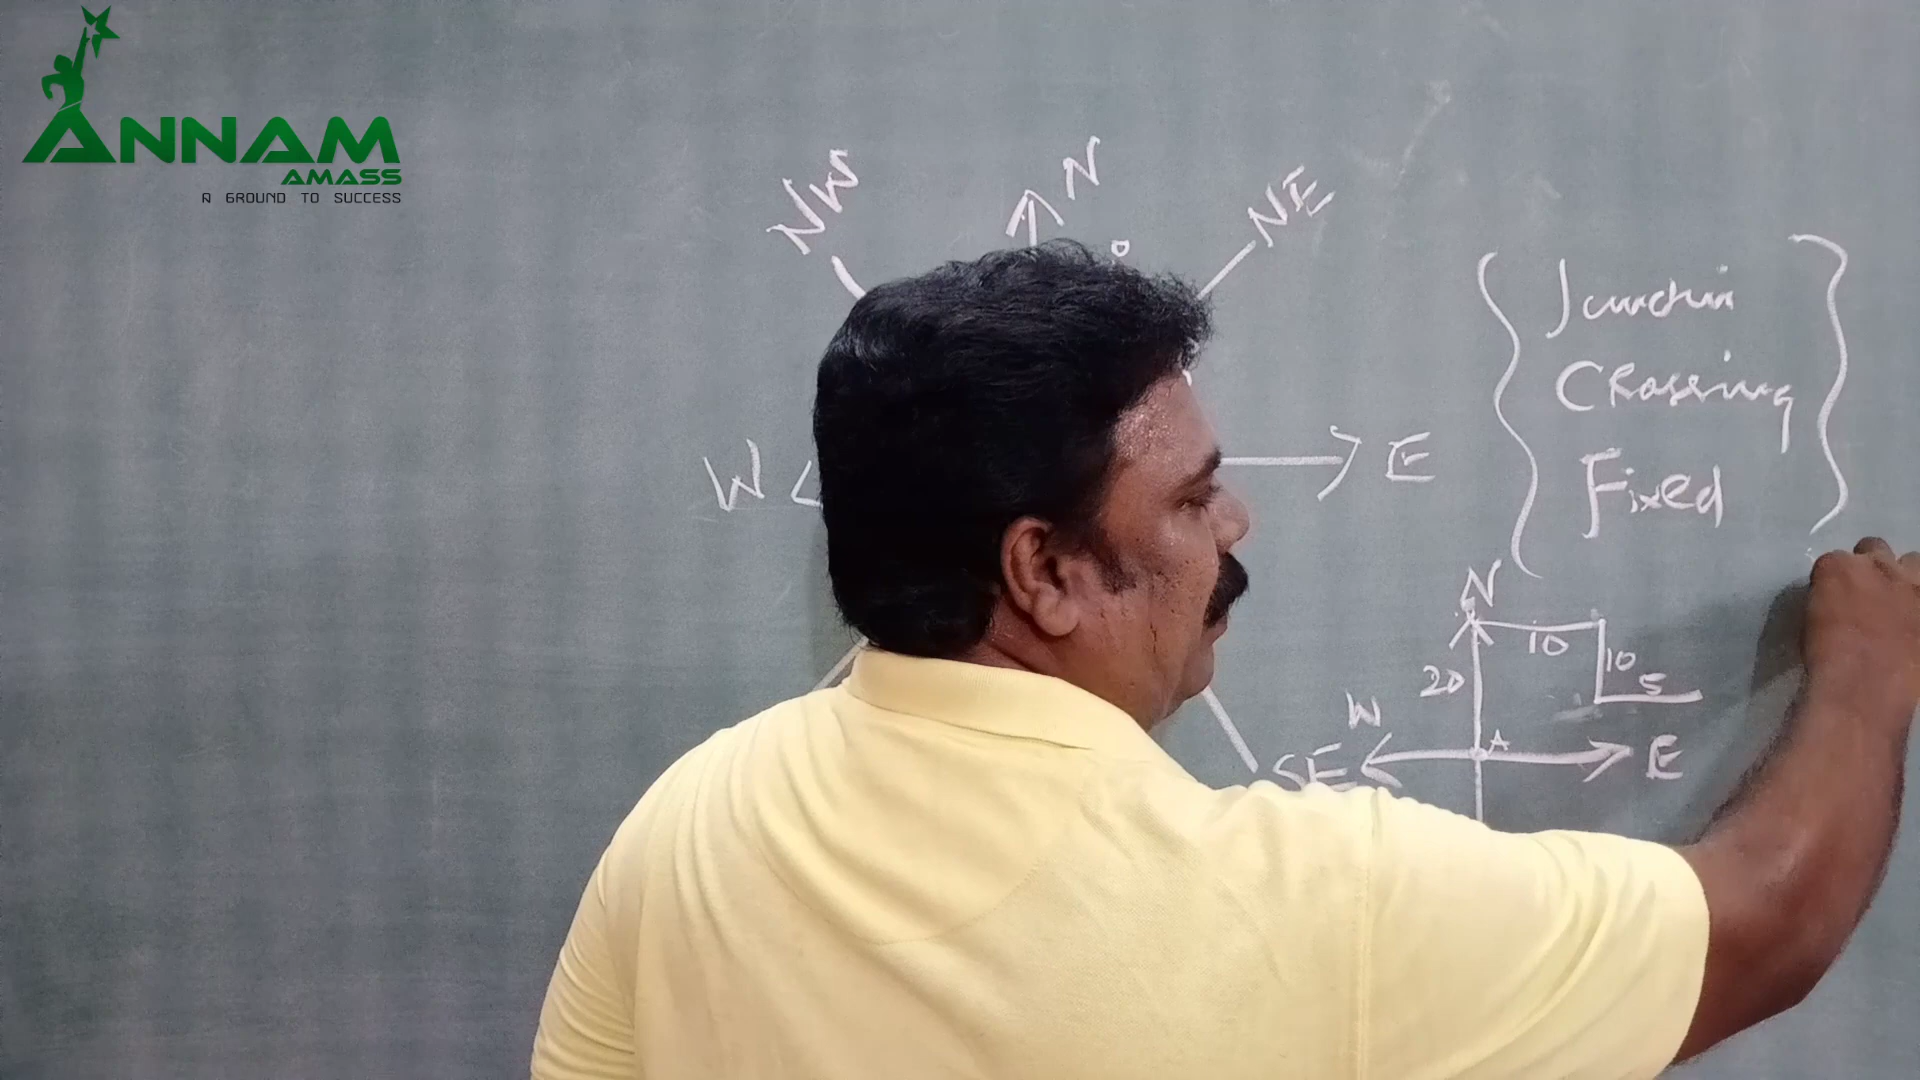 ANNAM
AMASS
A GROUND TO SUCCESS
NW
N
NE
W
E
SE
Junction
Crossing
Fixed
N
10
20
10
5
W
A
E